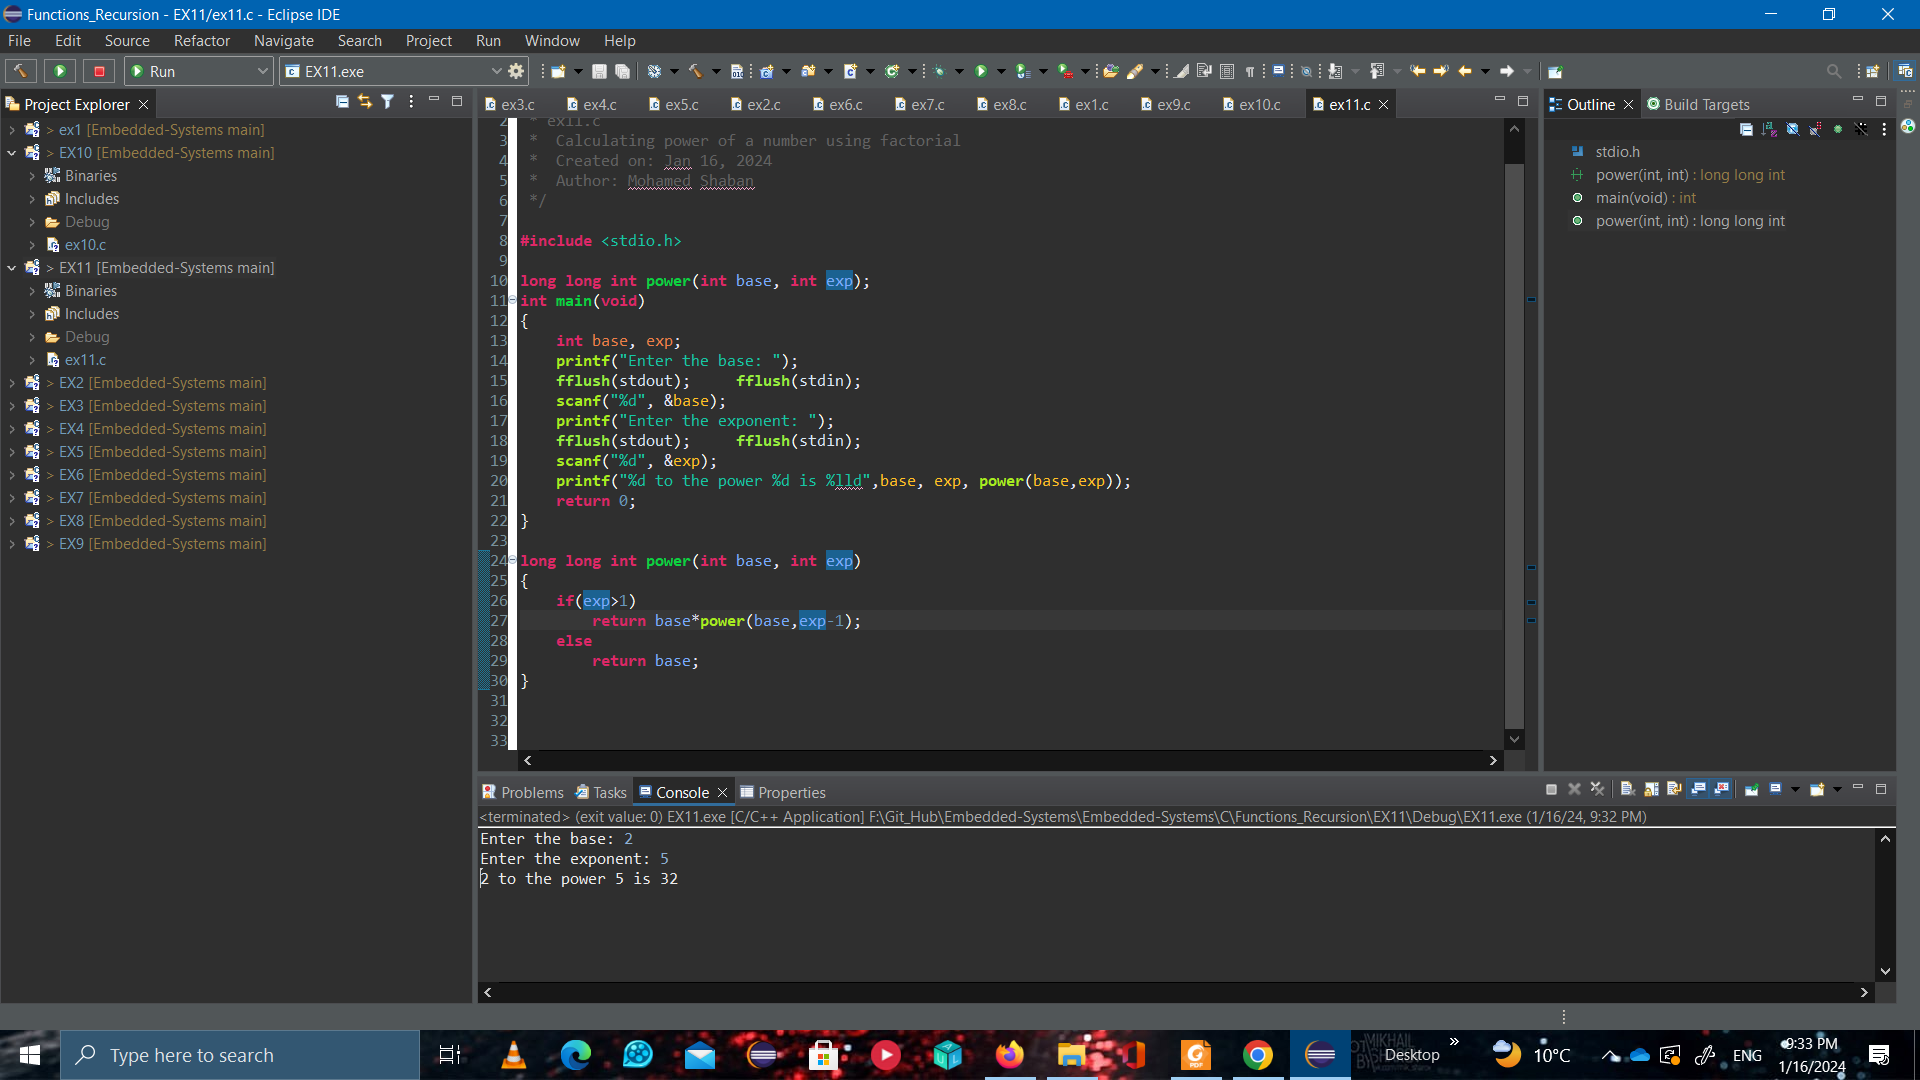 Functions_Recursion - EX11/ex11.c - Eclipse IDE
File Edit Source Refactor Navigate Search Project Run Window Help
Run
EX11.exe
Project Explorer
> ex1 [Embedded-Systems main]
> EX10 [Embedded-Systems main]
Binaries
Includes
Debug
ex10.c
> EX11 [Embedded-Systems main]
Binaries
Includes
Debug
ex11.c
> EX2 [Embedded-Systems main]
> EX3 [Embedded-Systems main]
> EX4 [Embedded-Systems main]
> EX5 [Embedded-Systems main]
> EX6 [Embedded-Systems main]
> EX7 [Embedded-Systems main]
> EX8 [Embedded-Systems main]
> EX9 [Embedded-Systems main]
ex3.c ex4.c ex5.c ex2.c ex6.c ex7.c ex8.c ex1.c ex9.c ex10.c ex11.c
2 * ex11.c
3 * Calculating power of a number using factorial
4 * Created on: Jan 16, 2024
5 * Author: Mohamed Shaban
6 */
7
8 #include <stdio.h>
9
10 long long int power(int base, int exp);
11 int main(void)
12 {
13 int base, exp;
14 printf("Enter the base: ");
15 fflush(stdout); fflush(stdin);
16 scanf("%d", &base);
17 printf("Enter the exponent: ");
18 fflush(stdout); fflush(stdin);
19 scanf("%d", &exp);
20 printf("%d to the power %d is %lld",base, exp, power(base,exp));
21 return 0;
22 }
23
24 long long int power(int base, int exp)
25 {
26 if(exp>1)
27 return base*power(base,exp-1);
28 else
29 return base;
30 }
31
32
33
Outline Build Targets
stdio.h
power(int, int) : long long int
main(void) : int
power(int, int) : long long int
Problems Tasks Console Properties
<terminated> (exit value: 0) EX11.exe [C/C++ Application] F:\Git_Hub\Embedded-Systems\Embedded-Systems\C\Functions_Recursion\EX11\Debug\EX11.exe (1/16/24, 9:32 PM)
Enter the base: 2
Enter the exponent: 5
2 to the power 5 is 32
Type here to search
Desktop
10°C
ENG
9:33 PM
1/16/2024